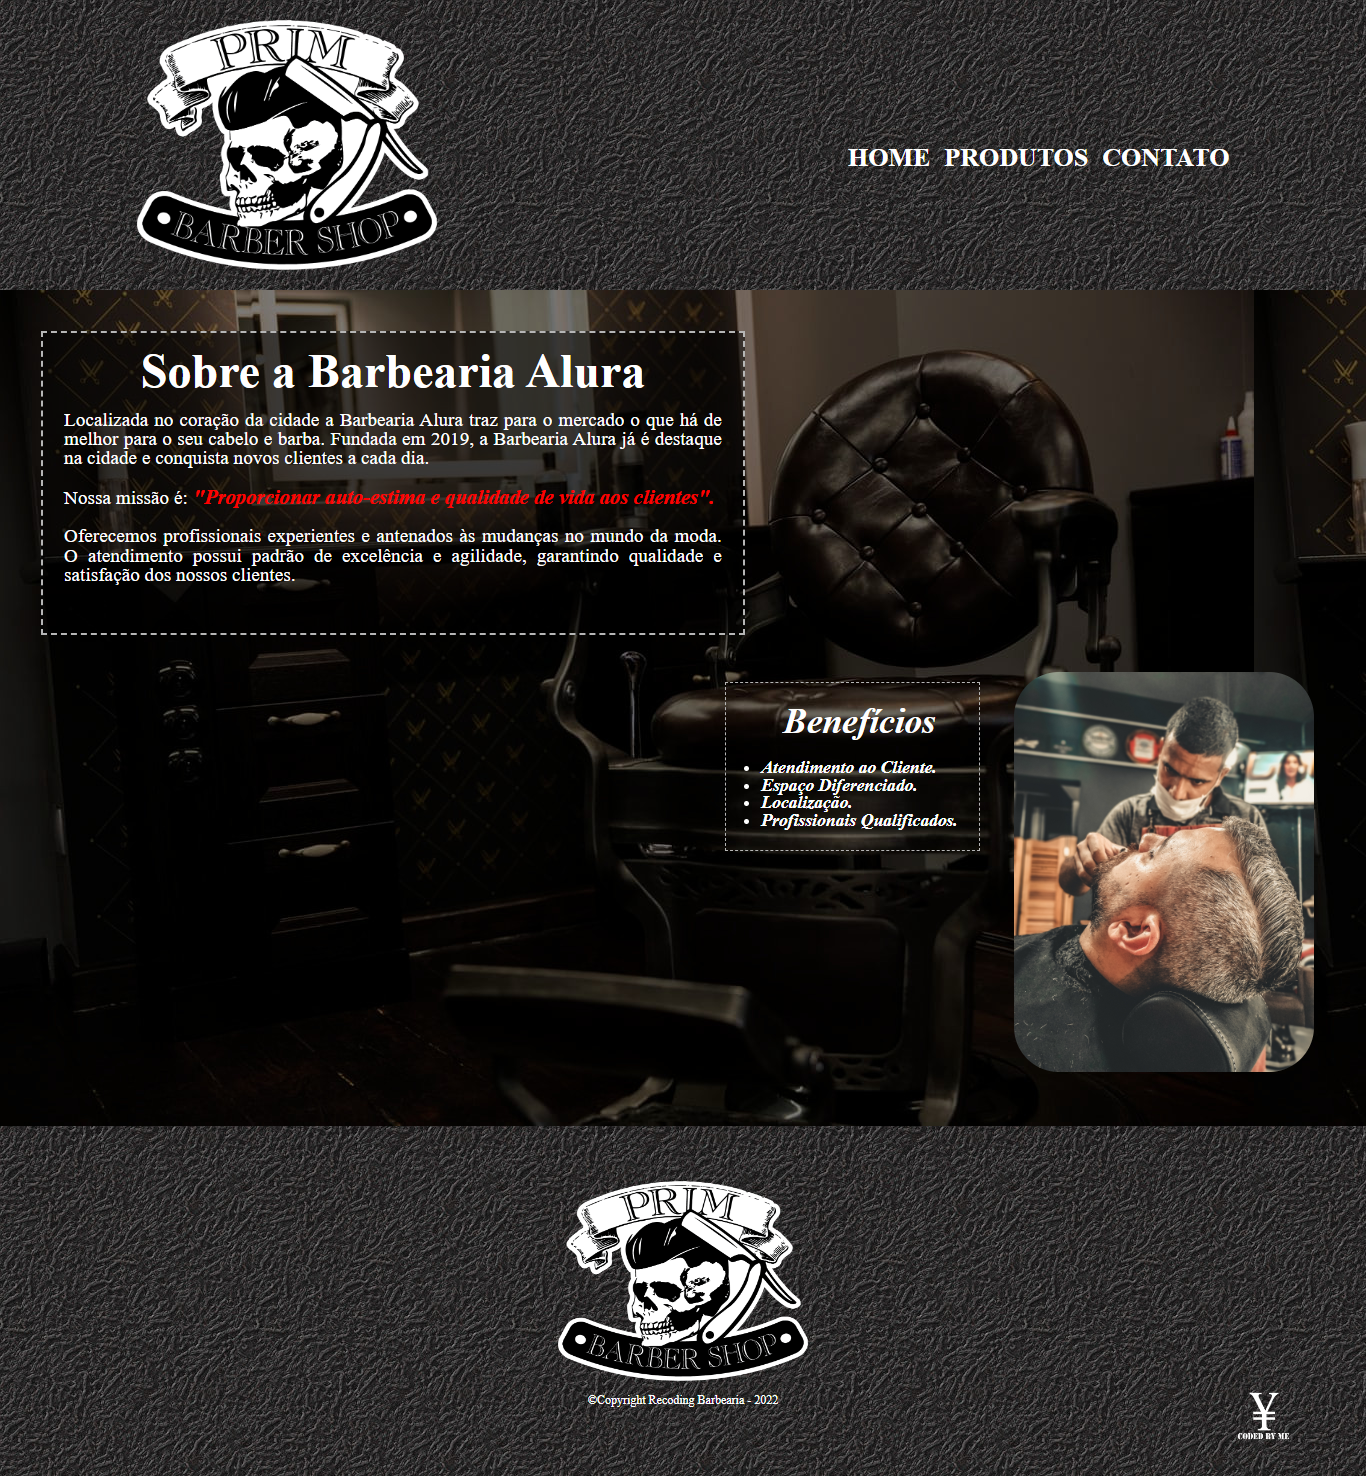 PRIM
BARBER SHOP
HOME PRODUTOS CONTATO
Sobre a Barbearia Alura
Localizada no coração da cidade a Barbearia Alura traz para o mercado o que há de
melhor para o seu cabelo e barba. Fundada em 2019, a Barbearia Alura já é destaque
na cidade e conquista novos clientes a cada dia.
Nossa missão é: "Proporcionar auto-estima e qualidade de vida aos clientes".
Oferecemos profissionais experientes e antenados às mudanças no mundo da moda.
O atendimento possui padrão de excelência e agilidade, garantindo qualidade e
satisfação dos nossos clientes.
Benefícios
• Atendimento ao Cliente.
• Espaço Diferenciado.
• Localização.
• Profissionais Qualificados.
PRIM
BARBER SHOP
©Copyright Recoding Barbearia - 2022
¥
CODED BY ME